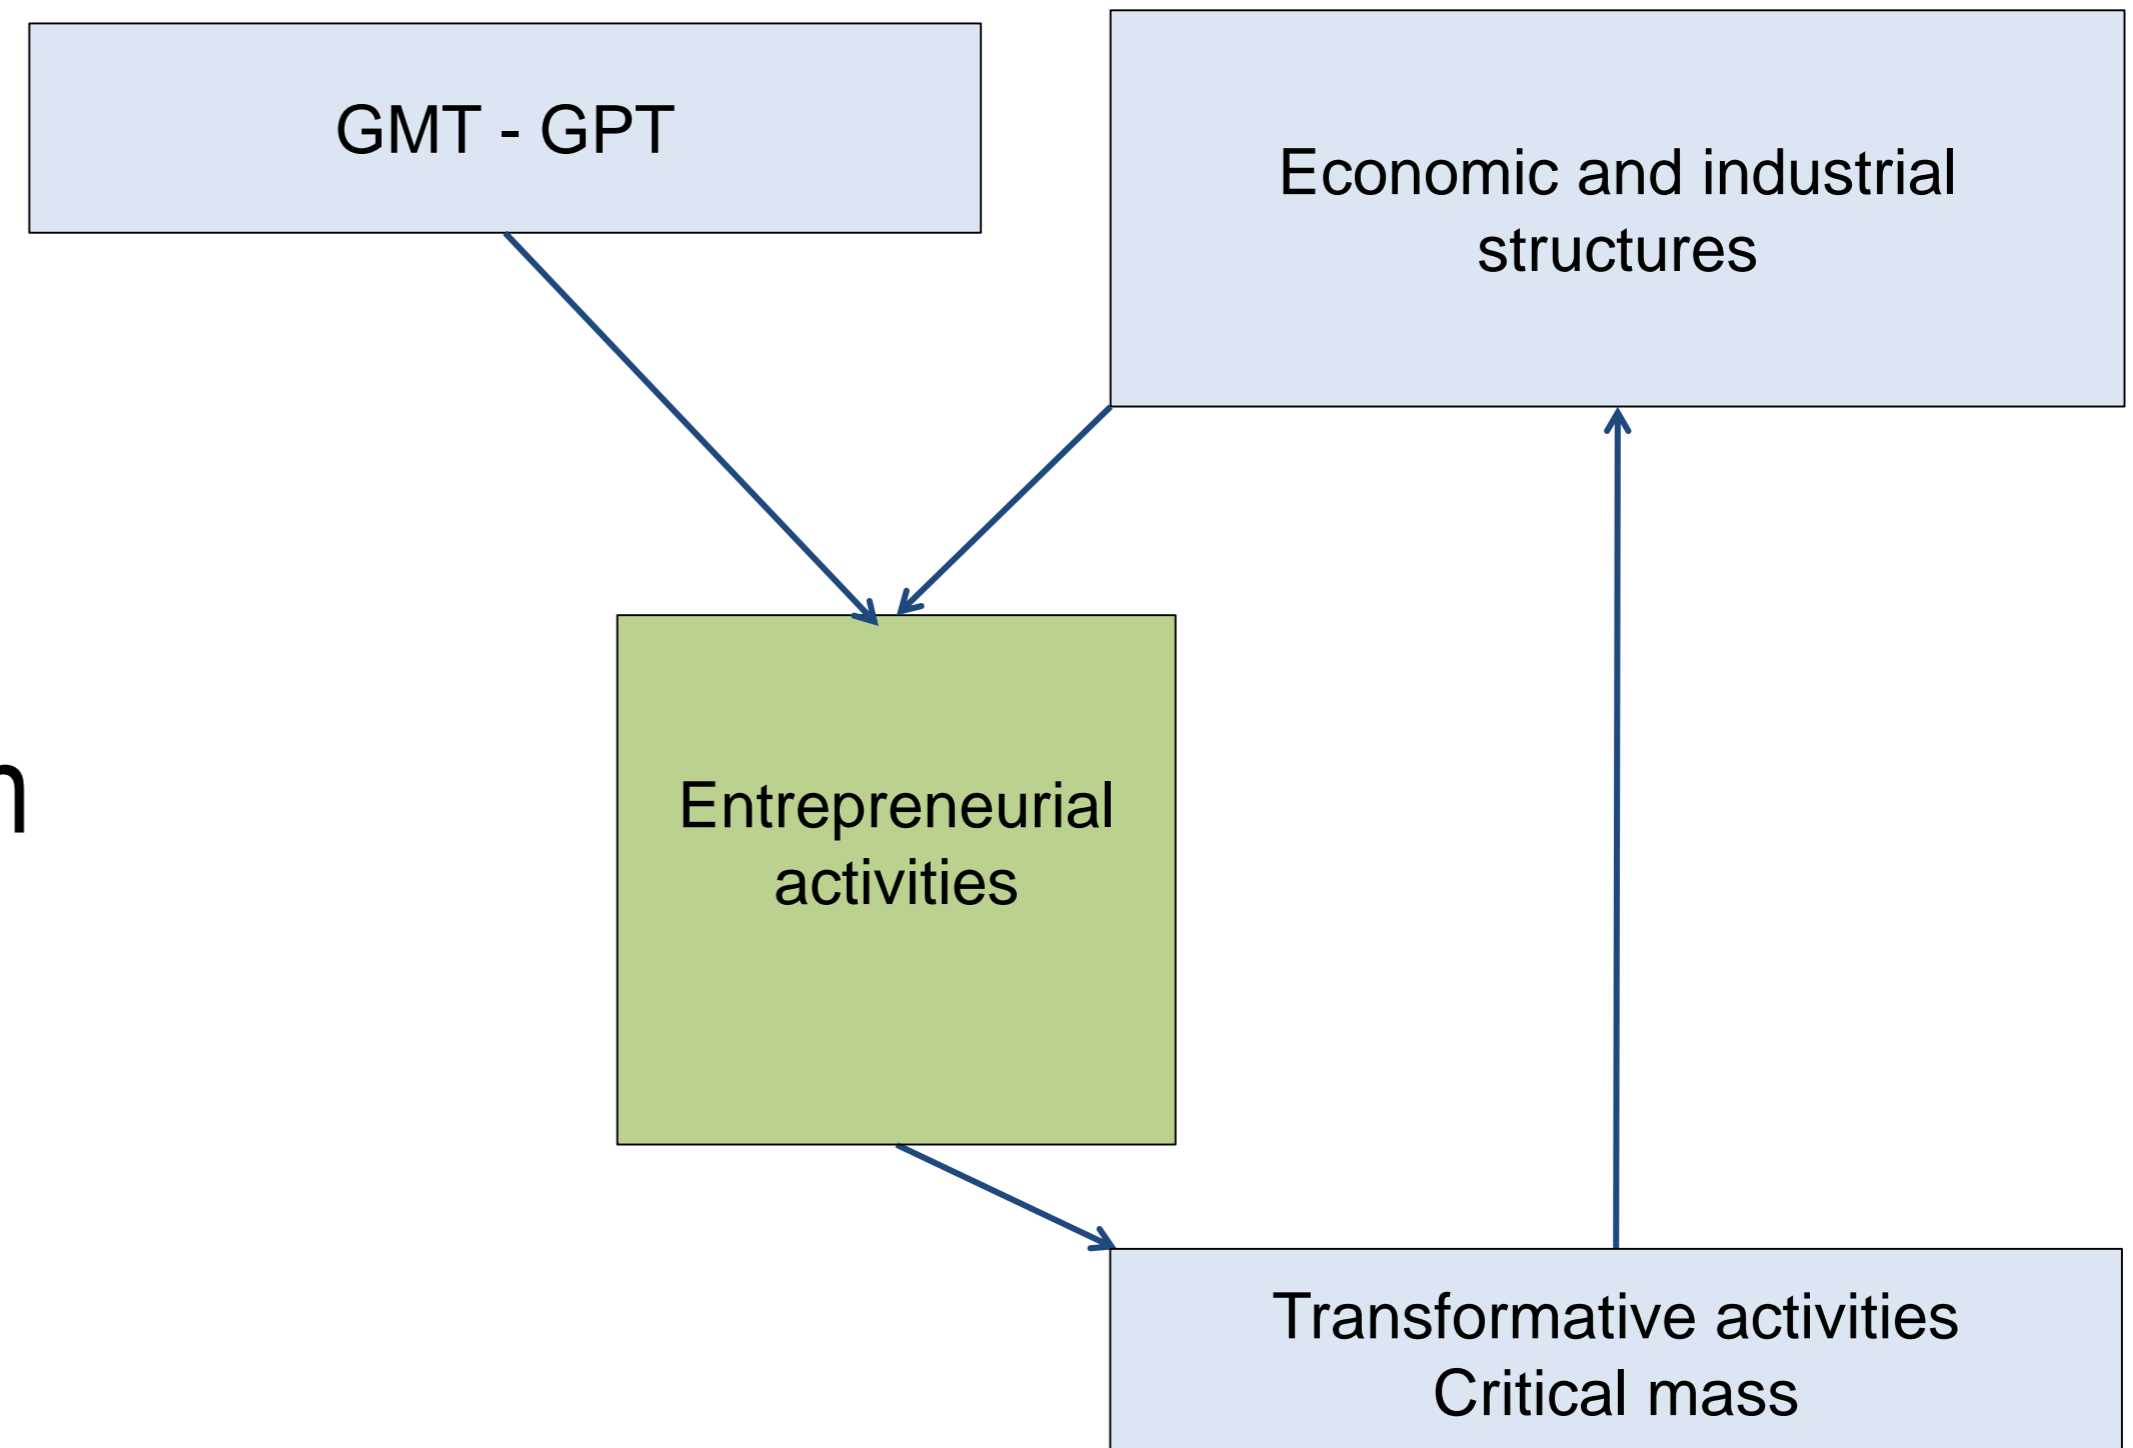 GMT - GPT
Economic and industrial
structures
n
Entrepreneurial
activities
Transformative activities
Critical mass